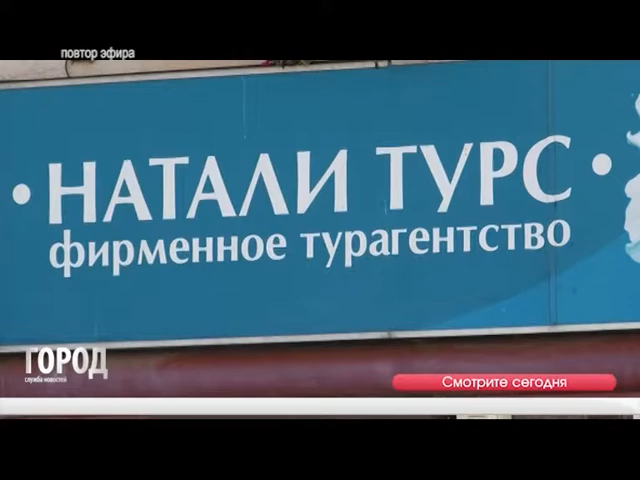 повтор эфира
• НАТАЛИ ТУРС •
фирменное турагентство
ГОРОД
служба новостей
Смотрите сегодня